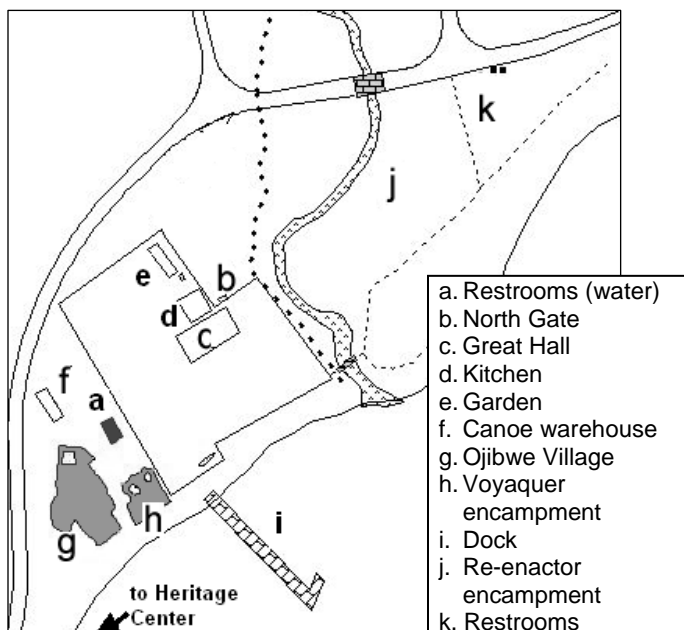 k
j
e
b
d
c
f
a
g
h
i
to Heritage
Center
a. Restrooms (water)
b. North Gate
c. Great Hall
d. Kitchen
e. Garden
f. Canoe warehouse
g. Ojibwe Village
h. Voyaquer
encampment
i. Dock
j. Re-enactor
encampment
k. Restrooms